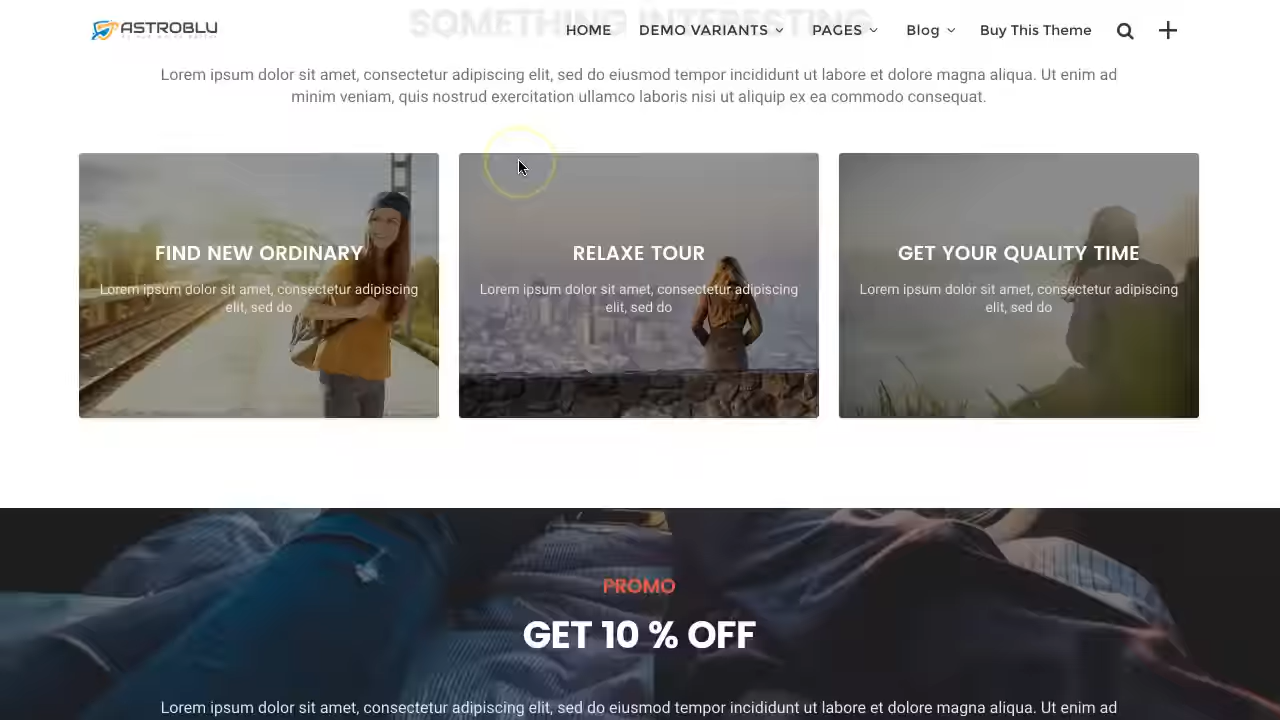 SOMETHING INTERESTING
ASTROBLU
HOME DEMO VARIANTS PAGES Blog Buy This Theme
Lorem ipsum dolor sit amet, consectetur adipiscing elit, sed do eiusmod tempor incididunt ut labore et dolore magna aliqua. Ut enim ad
minim veniam, quis nostrud exercitation ullamco laboris nisi ut aliquip ex ea commodo consequat.
FIND NEW ORDINARY
Lorem ipsum dolor sit amet, consectetur adipiscing
elit, sed do
RELAXE TOUR
Lorem ipsum dolor sit amet, consectetur adipiscing
elit, sed do
GET YOUR QUALITY TIME
Lorem ipsum dolor sit amet, consectetur adipiscing
elit, sed do
PROMO
GET 10 % OFF
Lorem ipsum dolor sit amet, consectetur adipiscing elit, sed do eiusmod tempor incididunt ut labore et dolore magna aliqua. Ut enim ad